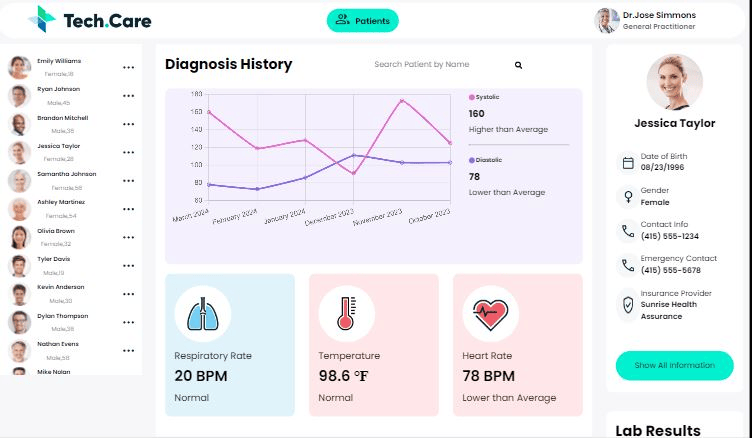 Tech.Care
Patients
Dr.Jose Simmons
General Practitioner
Emily Williams
Female,18
Ryan Johnson
Male,45
Brandon Mitchell
Male,36
Jessica Taylor
Female,28
Samantha Johnson
Female,56
Ashley Martinez
Female,54
Olivia Brown
Female,32
Tyler Davis
Male,19
Kevin Anderson
Male,30
Dylan Thompson
Male,36
Nathan Evens
Male,58
Mike Nolan
Diagnosis History
Search Patient by Name
180
160
140
120
100
80
60
March 2024
February 2024
January 2024
December 2023
November 2023
October 2023
Systolic
160
Higher than Average
Diastolic
78
Lower than Average
Respiratory Rate
20 BPM
Normal
Temperature
98.6 °F
Normal
Heart Rate
78 BPM
Lower than Average
Jessica Taylor
Date of Birth
08/23/1996
Gender
Female
Contact Info
(415) 555-1234
Emergency Contact
(415) 555-5678
Insurance Provider
Sunrise Health
Assurance
Show All Information
Lab Results